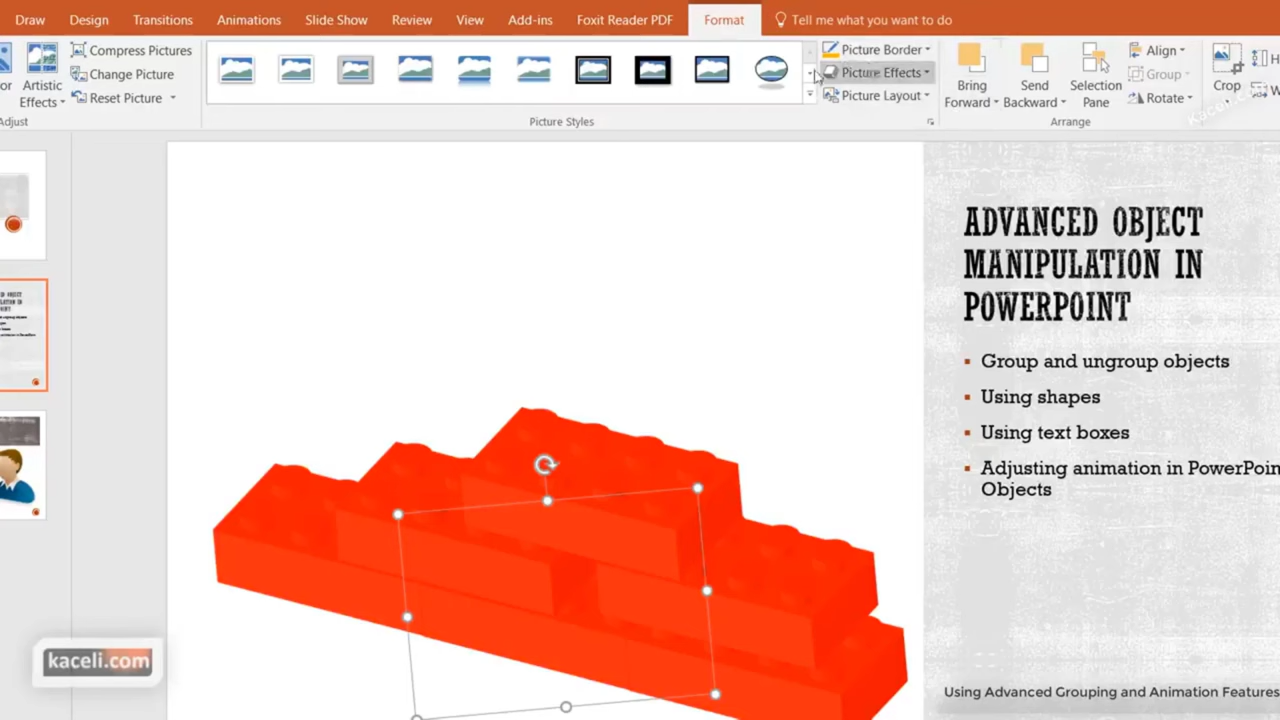 Draw Design Transitions Animations Slide Show Review View Add-ins Foxit Reader PDF Format Tell me what you want to do
Compress Pictures
Change Picture
Reset Picture
Artistic
Effects
Picture Border
Picture Effects
Picture Layout
Bring
Forward
Send
Backward
Selection
Pane
Align
Group
Rotate
Crop
Picture Styles
Arrange
ADVANCED OBJECT
MANIPULATION IN
POWERPOINT
Group and ungroup objects
Using shapes
Using text boxes
Adjusting animation in PowerPoin
Objects
Using Advanced Grouping and Animation Features
kaceli.com